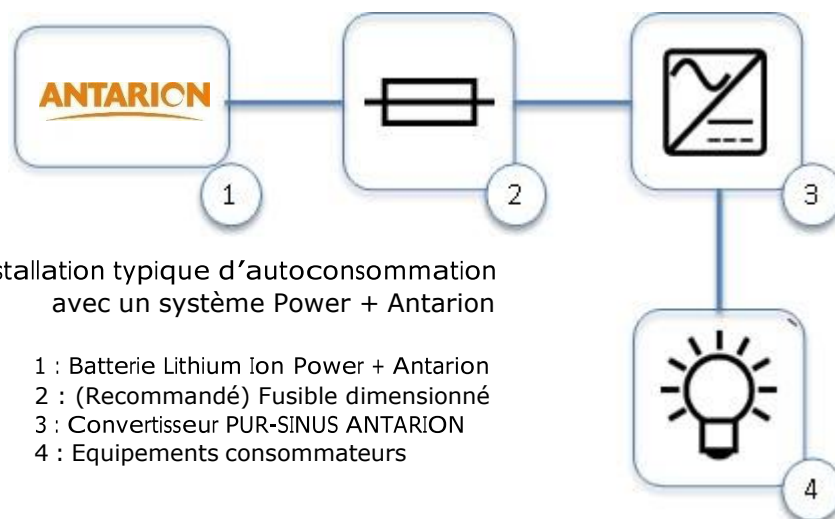 ANTARION
1
2
3
stallation typique d’autoconsommation
avec un système Power + Antarion
1 : Batterie Lithium Ion Power + Antarion
2 : (Recommandé) Fusible dimensionné
3 : Convertisseur PUR-SINUS ANTARION
4 : Equipements consommateurs
4